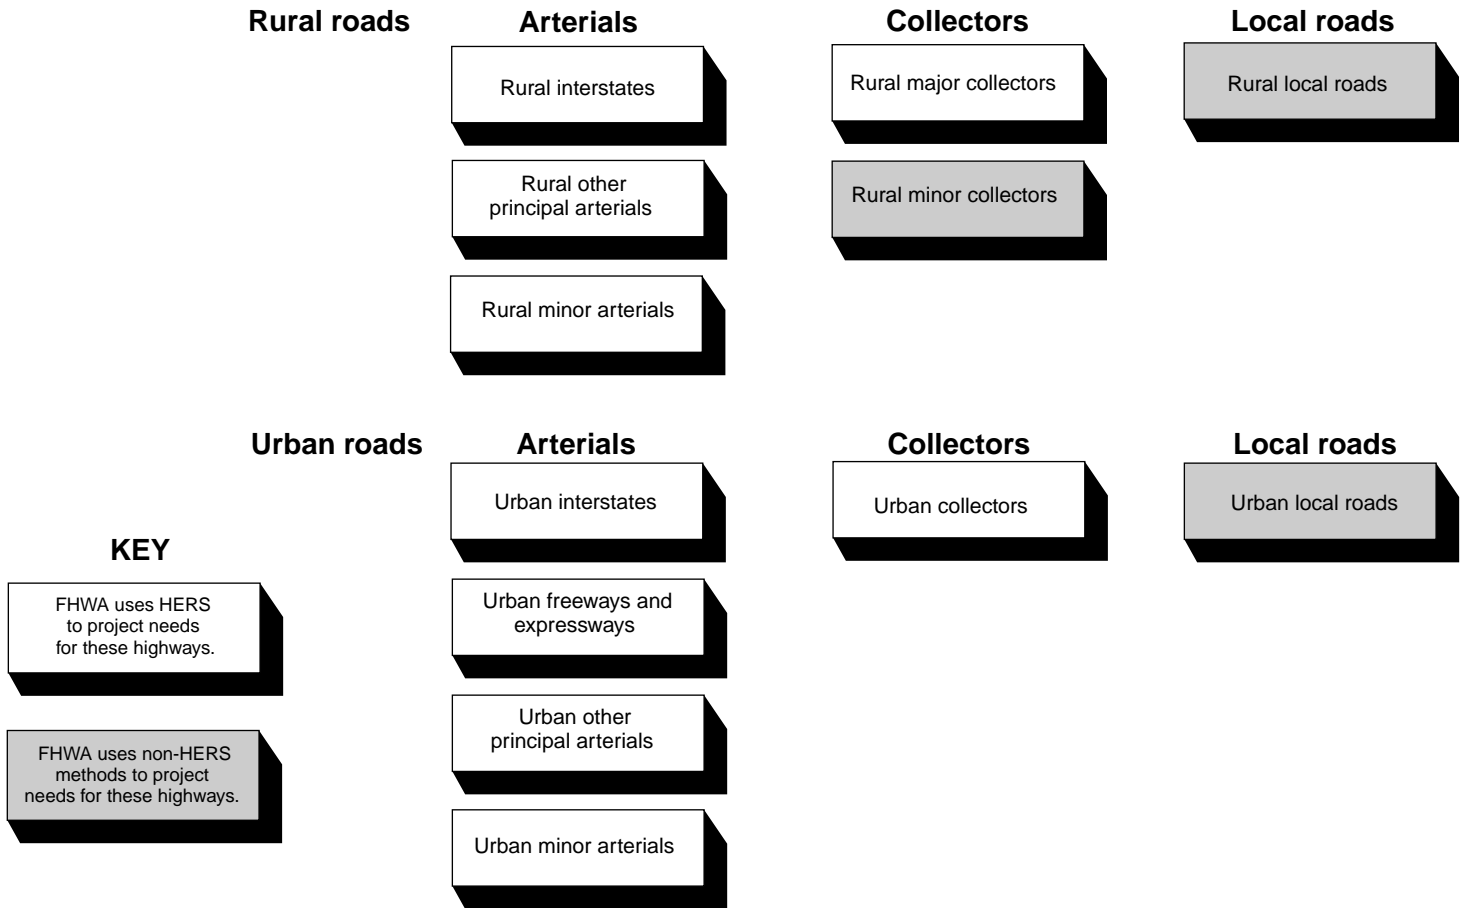 Rural roads
Arterials
Collectors
Local roads
Rural interstates
Rural major collectors
Rural local roads
Rural other
principal arterials
Rural minor collectors
Rural minor arterials
Urban roads
Arterials
Collectors
Local roads
Urban interstates
Urban collectors
Urban local roads
Urban freeways and
expressways
Urban other
principal arterials
Urban minor arterials
KEY
FHWA uses HERS
to project needs
for these highways.
FHWA uses non-HERS
methods to project
needs for these highways.